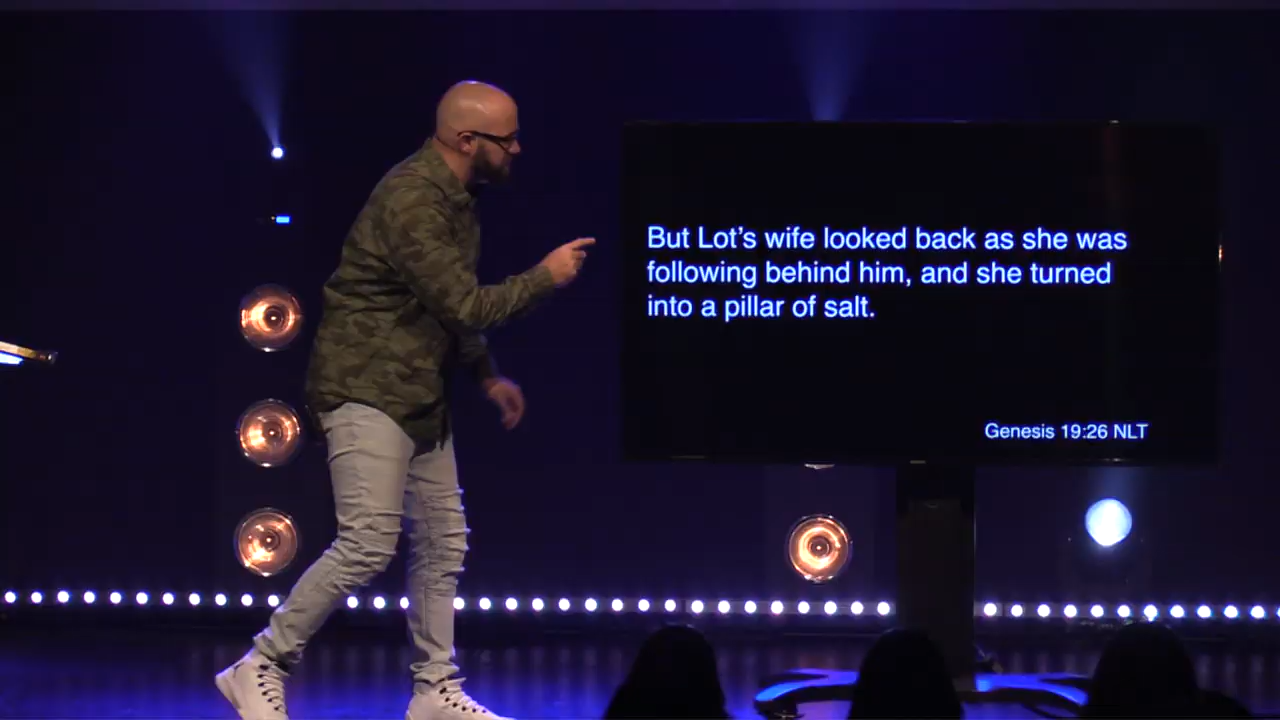 But Lot's wife looked back as she was
following behind him, and she turned
into a pillar of salt.
Genesis 19:26 NLT